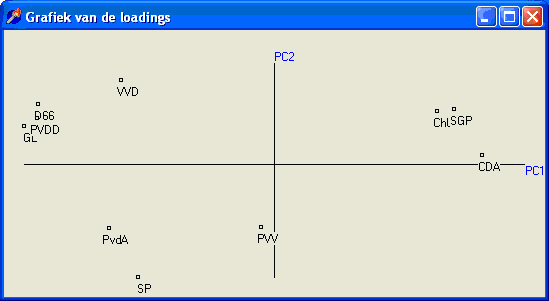 Grafiek van de loadings
PC2
VVD
D66
PVDD
GL
ChU
SGP
CDA
PC1
PvdA
PVV
SP